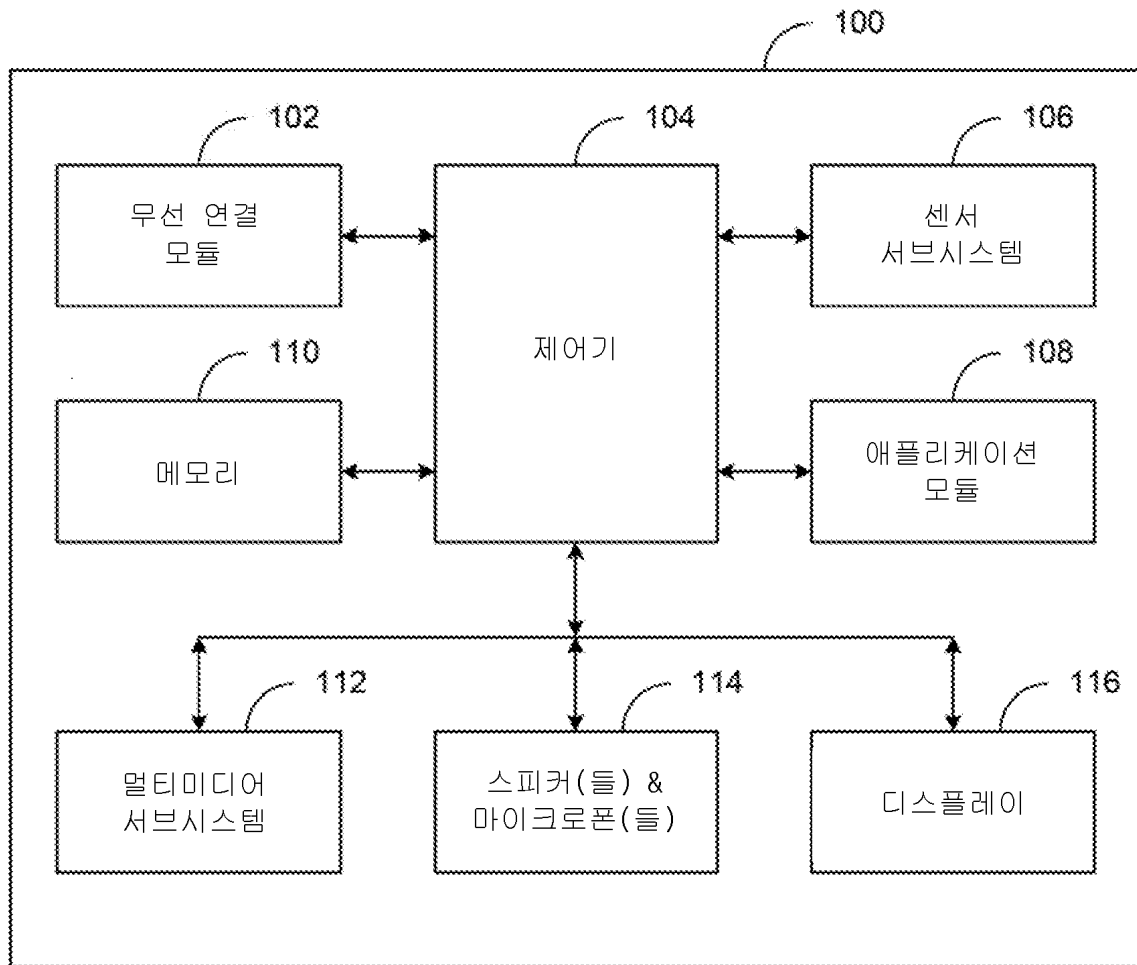 100
102
104
106
무선 연결
모듈
제어기
센서
서브시스템
110
108
메모리
애플리케이션
모듈
112
114
116
멀티미디어
서브시스템
스피커(들) &
마이크로폰(들)
디스플레이